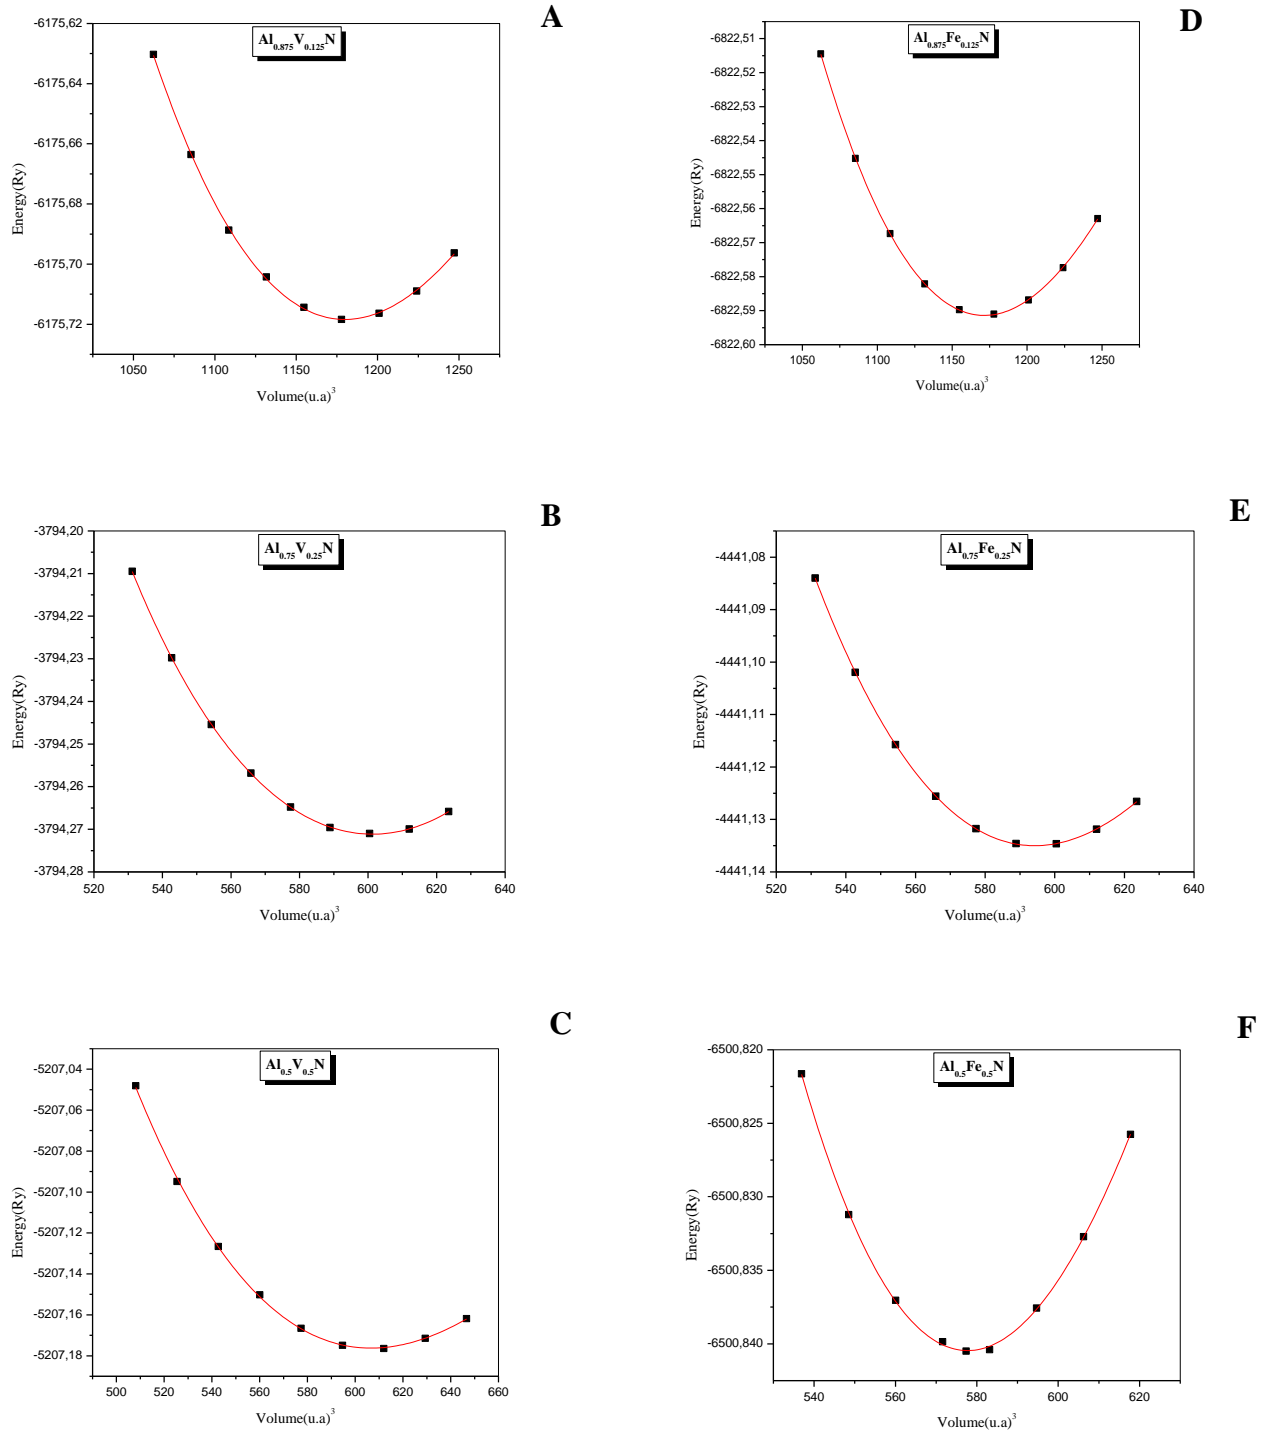 A
Al0.875V0.125N
-6175,62
-6175,64
-6175,66
-6175,68
-6175,70
-6175,72
Energy(Ry)
1050 1100 1150 1200 1250
Volume(u.a)3
D
Al0.875Fe0.125N
-6822,51
-6822,52
-6822,53
-6822,54
-6822,55
-6822,56
-6822,57
-6822,58
-6822,59
-6822,60
Energy(Ry)
1050 1100 1150 1200 1250
Volume(u.a)3
B
Al0.75V0.25N
-3794,20
-3794,21
-3794,22
-3794,23
-3794,24
-3794,25
-3794,26
-3794,27
-3794,28
Energy(Ry)
520 540 560 580 600 620 640
Volume(u.a)3
E
Al0.75Fe0.25N
-4441,08
-4441,09
-4441,10
-4441,11
-4441,12
-4441,13
-4441,14
Energy(Ry)
520 540 560 580 600 620 640
Volume(u.a)3
C
Al0.5V0.5N
-5207,04
-5207,06
-5207,08
-5207,10
-5207,12
-5207,14
-5207,16
-5207,18
Energy(Ry)
500 520 540 560 580 600 620 640 660
Volume(u.a)3
F
Al0.5Fe0.5N
-6500,820
-6500,825
-6500,830
-6500,835
-6500,840
Energy(Ry)
540 560 580 600 620
Volume(u.a)3